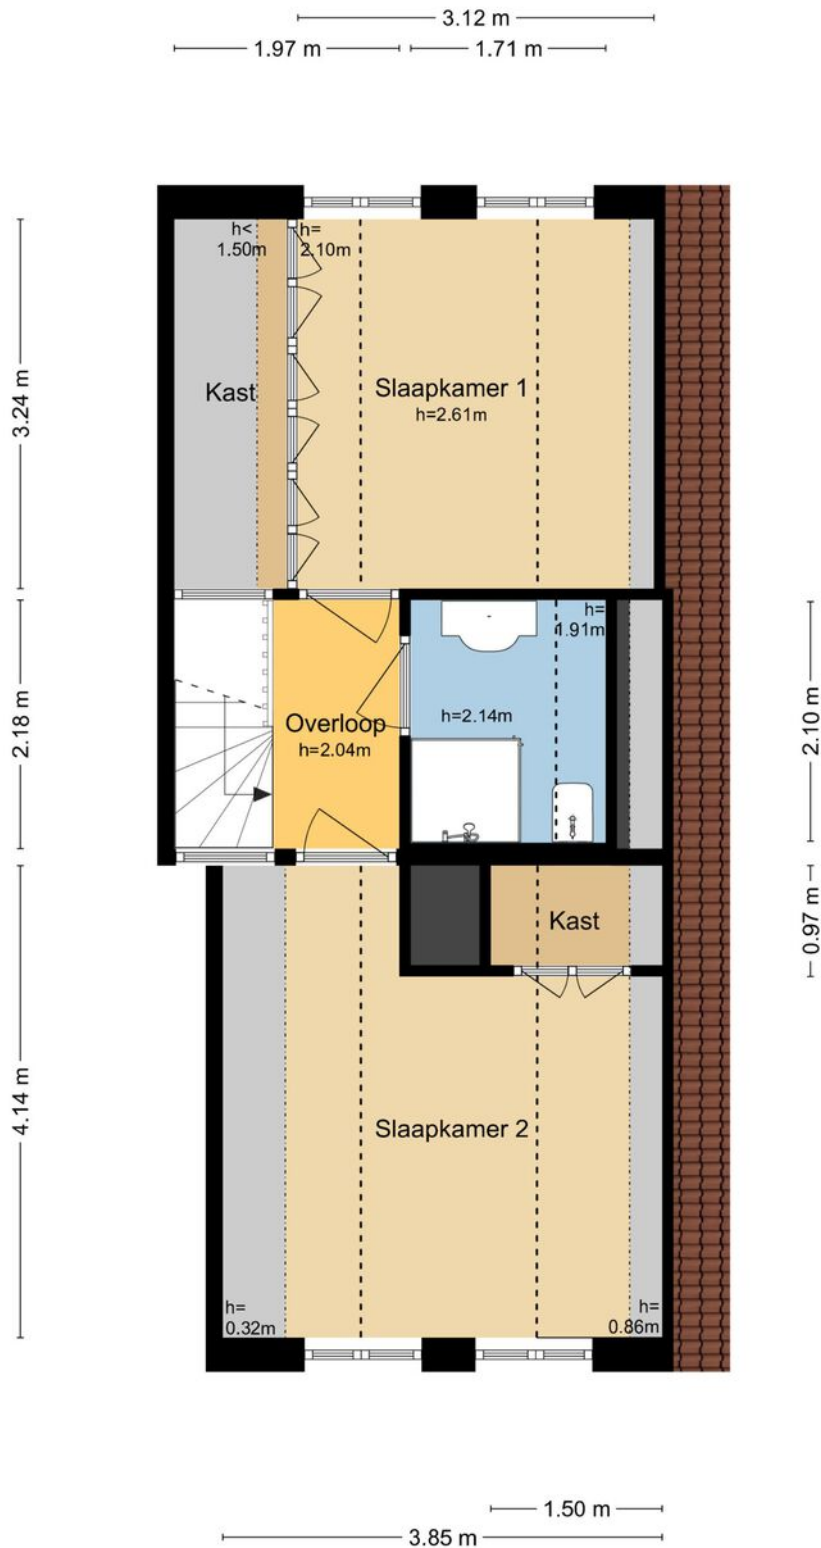 3.12 m
1.97 m
1.71 m
h<
1.50m
h=
2.10m
3.24 m
Kast
Slaapkamer 1
h=2.61m
h=
1.91m
2.18 m
2.10 m
h=2.14m
Overloop
h=2.04m
Kast
0.97 m
4.14 m
Slaapkamer 2
h=
0.32m
h=
0.86m
1.50 m
3.85 m